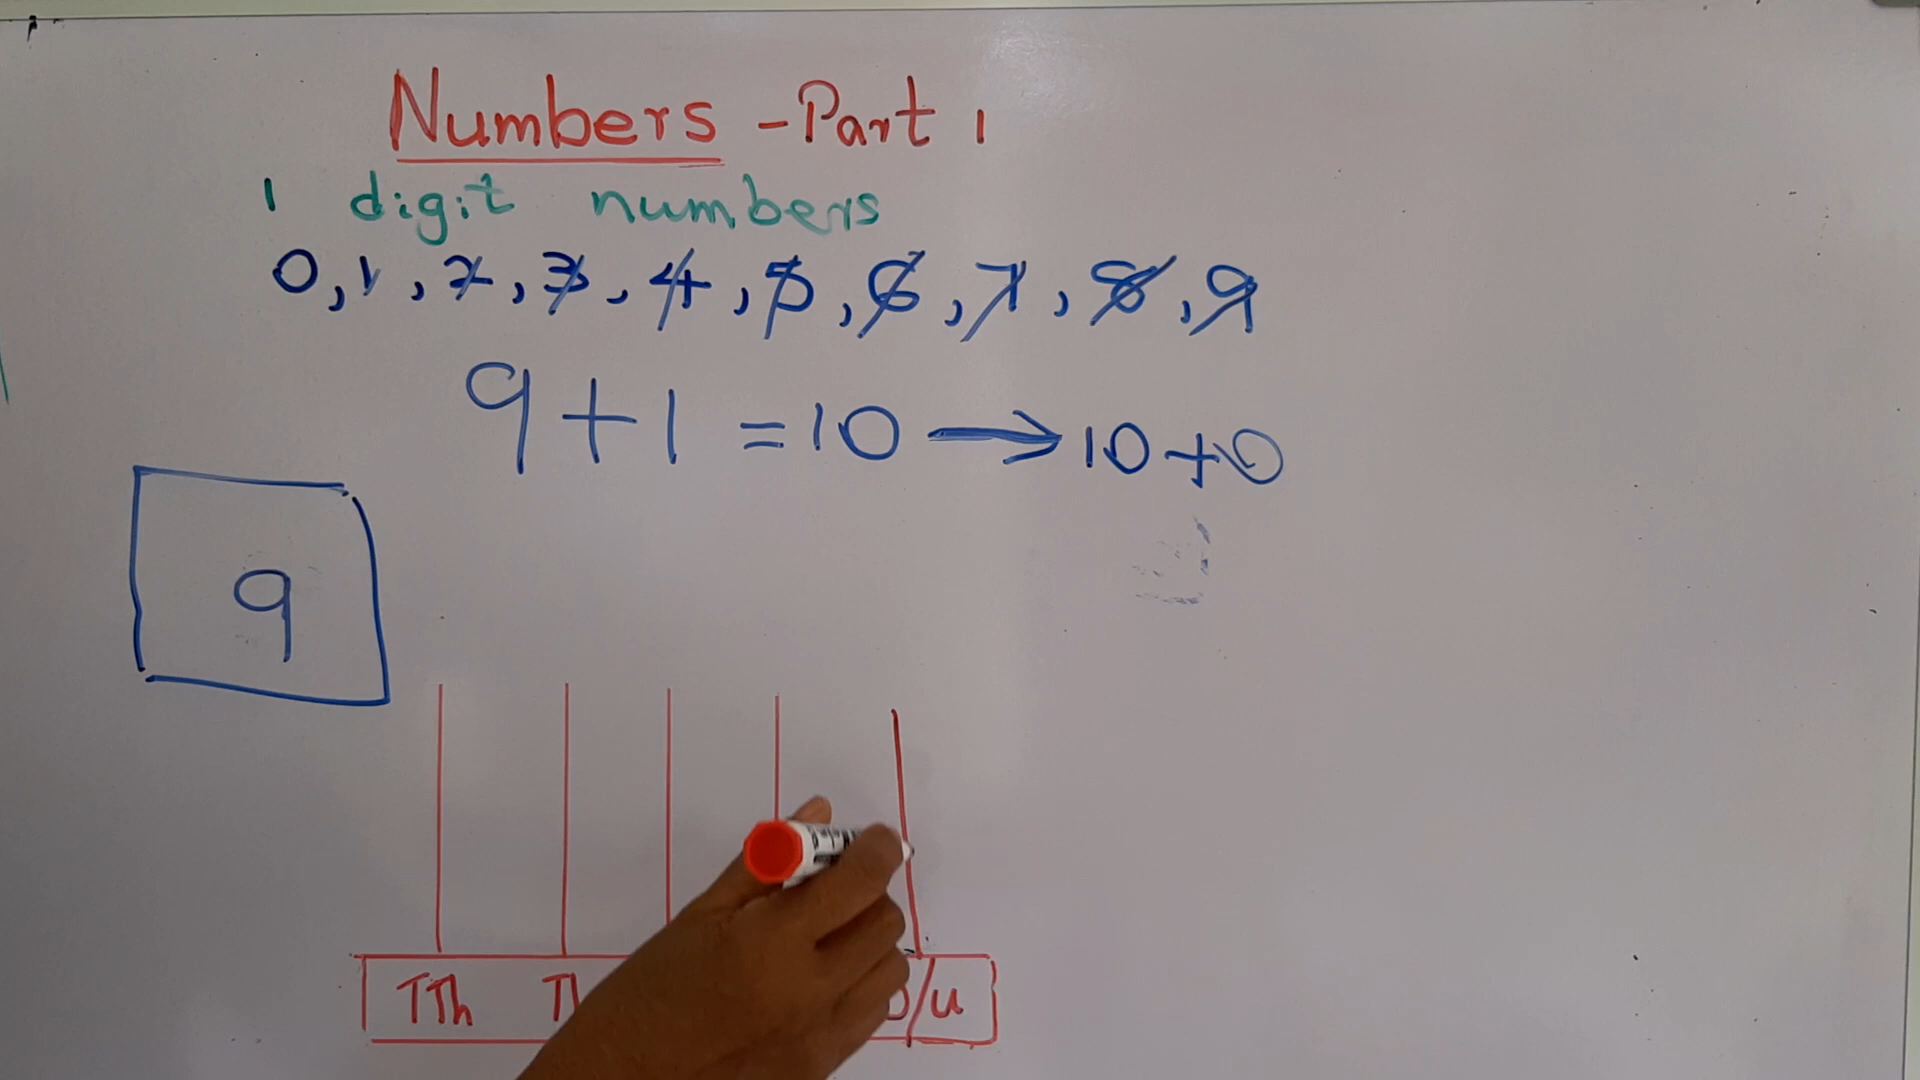 Numbers - Part 1
1 digit numbers
0, 1, 2, 3, 4, 5, 6, 7, 8, 9
9 + 1 = 10 → 10 + 0
9
TTh O/u